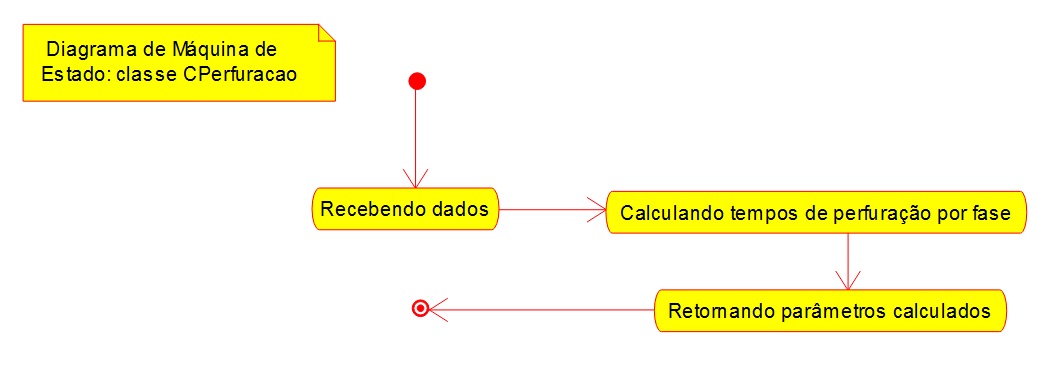 Diagrama de Máquina de
Estado: classe CPerfuracao
Recebendo dados
Calculando tempos de perfuração por fase
Retornando parâmetros calculados